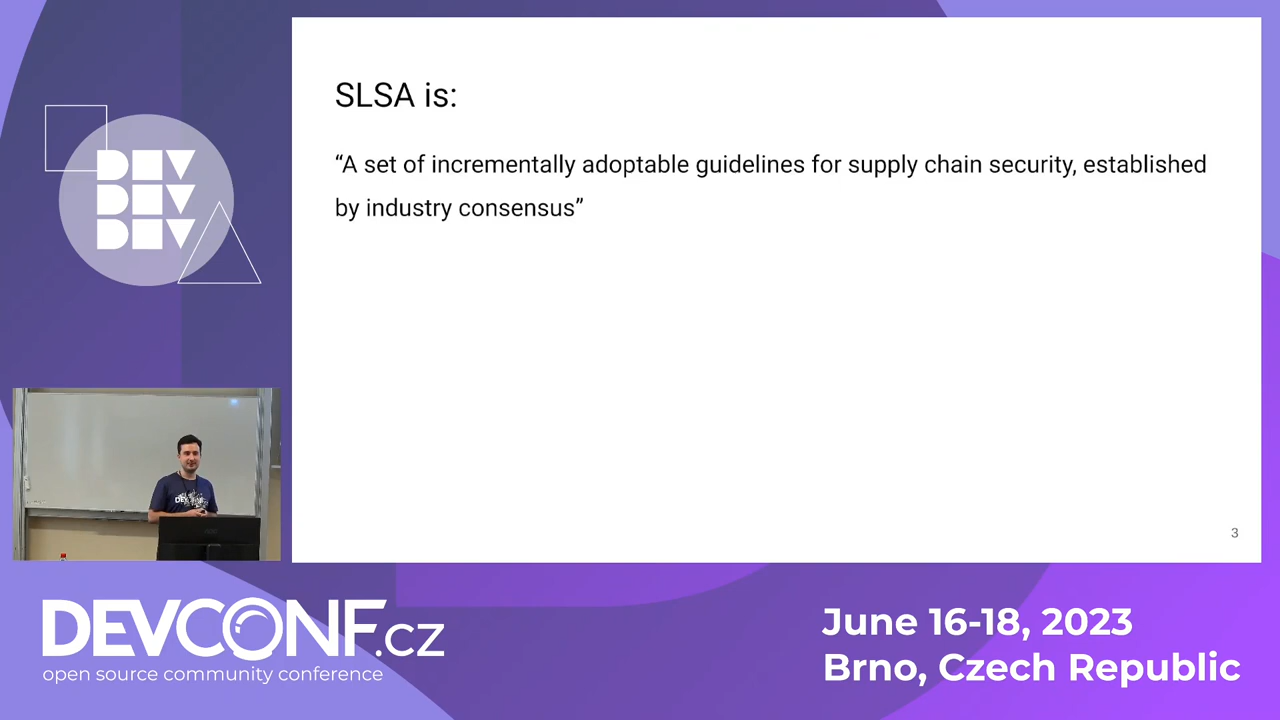 SLSA is:
“A set of incrementally adoptable guidelines for supply chain security, established
by industry consensus”
3
DEV
DEV
DEV
DEVCONF.cz
open source community conference
June 16-18, 2023
Brno, Czech Republic